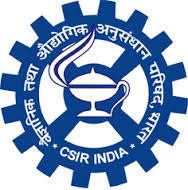 वैज्ञानिक तथा औद्योगिक अनुसंधान परिषद, भारत
* CSIR INDIA *